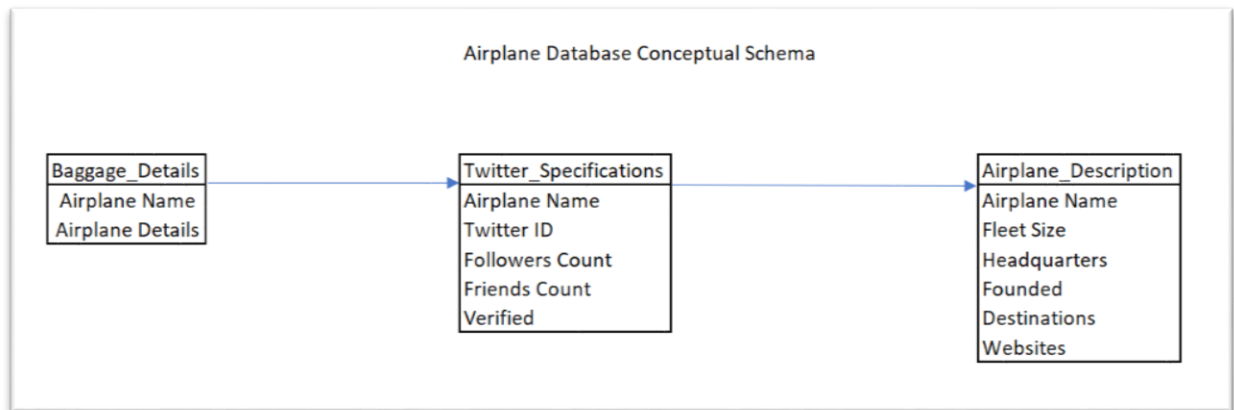 Airplane Database Conceptual Schema
Baggage_Details
Airplane Name
Airplane Details
Twitter_Specifications
Airplane Name
Twitter ID
Followers Count
Friends Count
Verified
Airplane_Description
Airplane Name
Fleet Size
Headquarters
Founded
Destinations
Websites